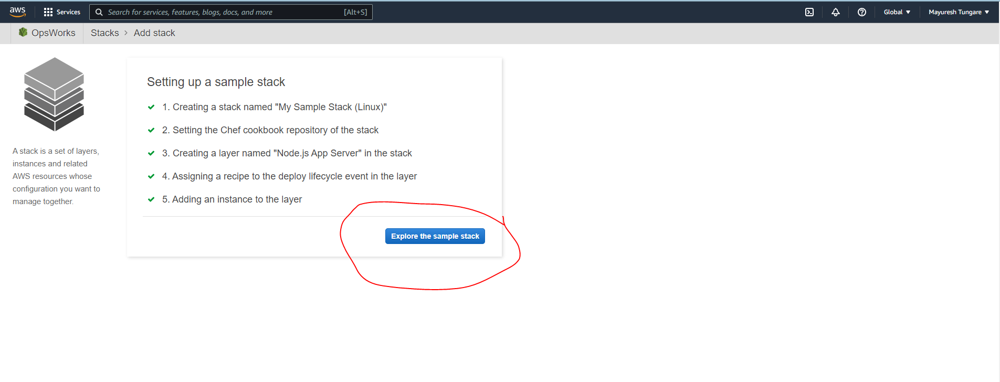 aws Services Search for services, features, blogs, docs, and more [Alt+S] Global Mayuresh Tungare
OpsWorks Stacks > Add stack
Setting up a sample stack
1. Creating a stack named "My Sample Stack (Linux)"
2. Setting the Chef cookbook repository of the stack
3. Creating a layer named "Node.js App Server" in the stack
4. Assigning a recipe to the deploy lifecycle event in the layer
5. Adding an instance to the layer
Explore the sample stack
A stack is a set of layers,
instances and related
AWS resources whose
configuration you want to
manage together.